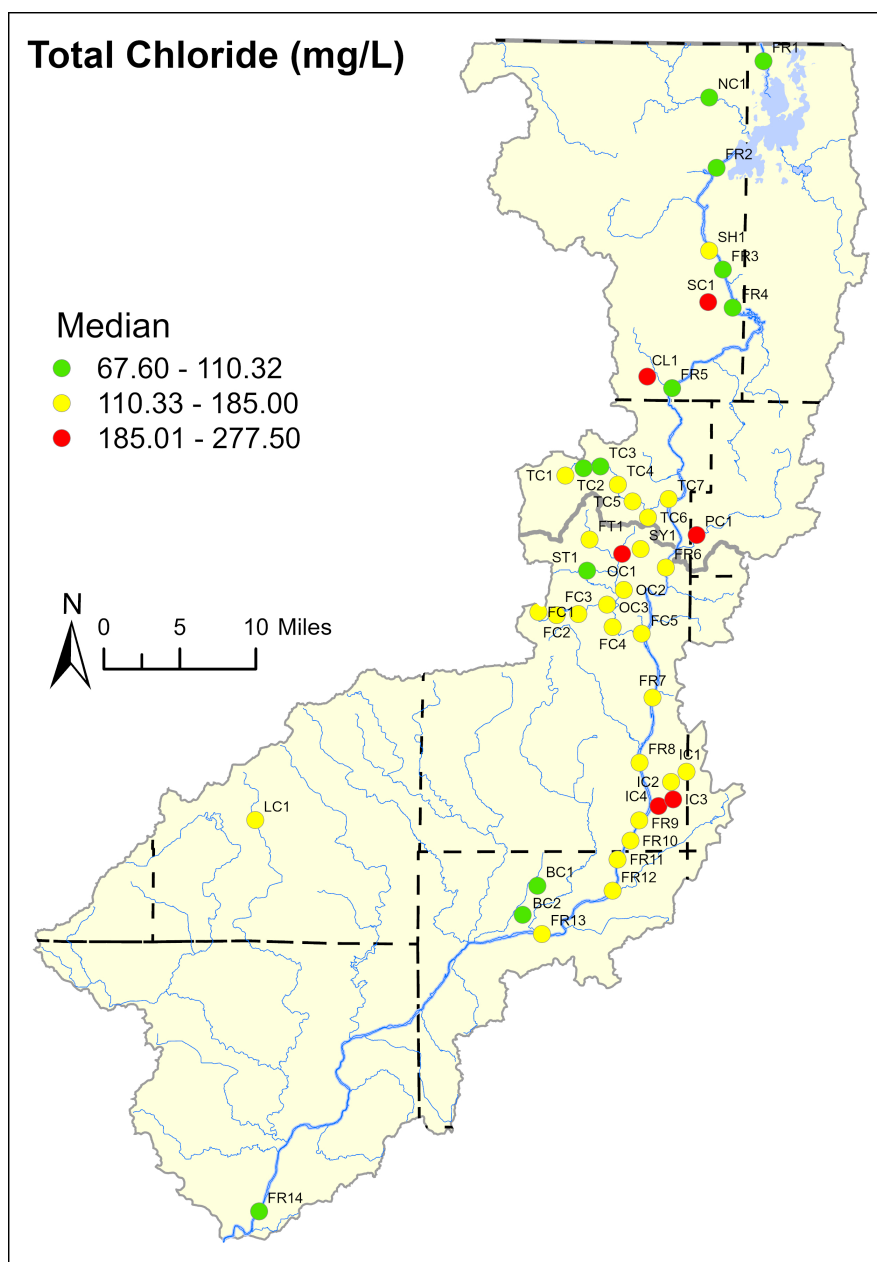 Total Chloride (mg/L)
FR1
NC1
FR2
SH1
FR3
SC1
FR4
Median
67.60 - 110.32
110.33 - 185.00
185.01 - 277.50
CL1
FR5
TC3
TC1
TC2
TC4
TC7
TC5
TC6
PC1
FT1
SY1
ST1
OC1
FR6
OC2
FC3
OC3
FC1
FC2
FC4
FC5
N
0 5 10 Miles
FR7
FR8
IC1
IC2
IC4
IC3
LC1
FR9
FR10
FR11
BC1
FR12
BC2
FR13
FR14